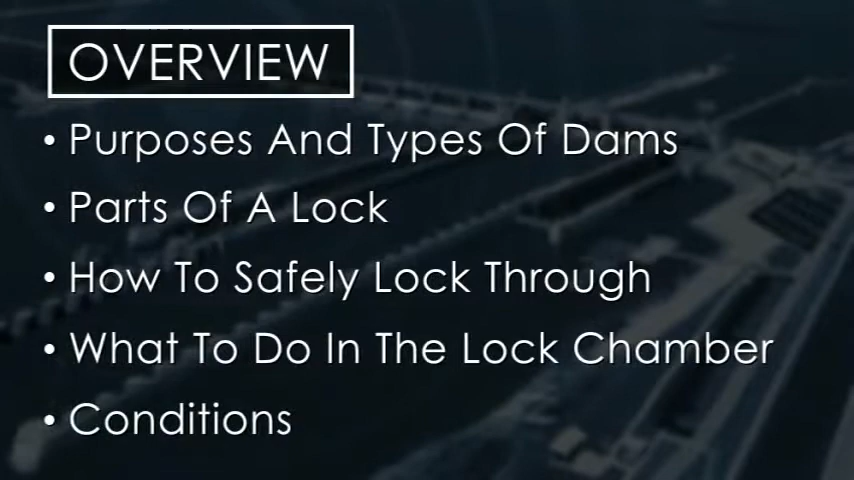 OVERVIEW
• Purposes And Types Of Dams
• Parts Of A Lock
• How To Safely Lock Through
• What To Do In The Lock Chamber
• Conditions